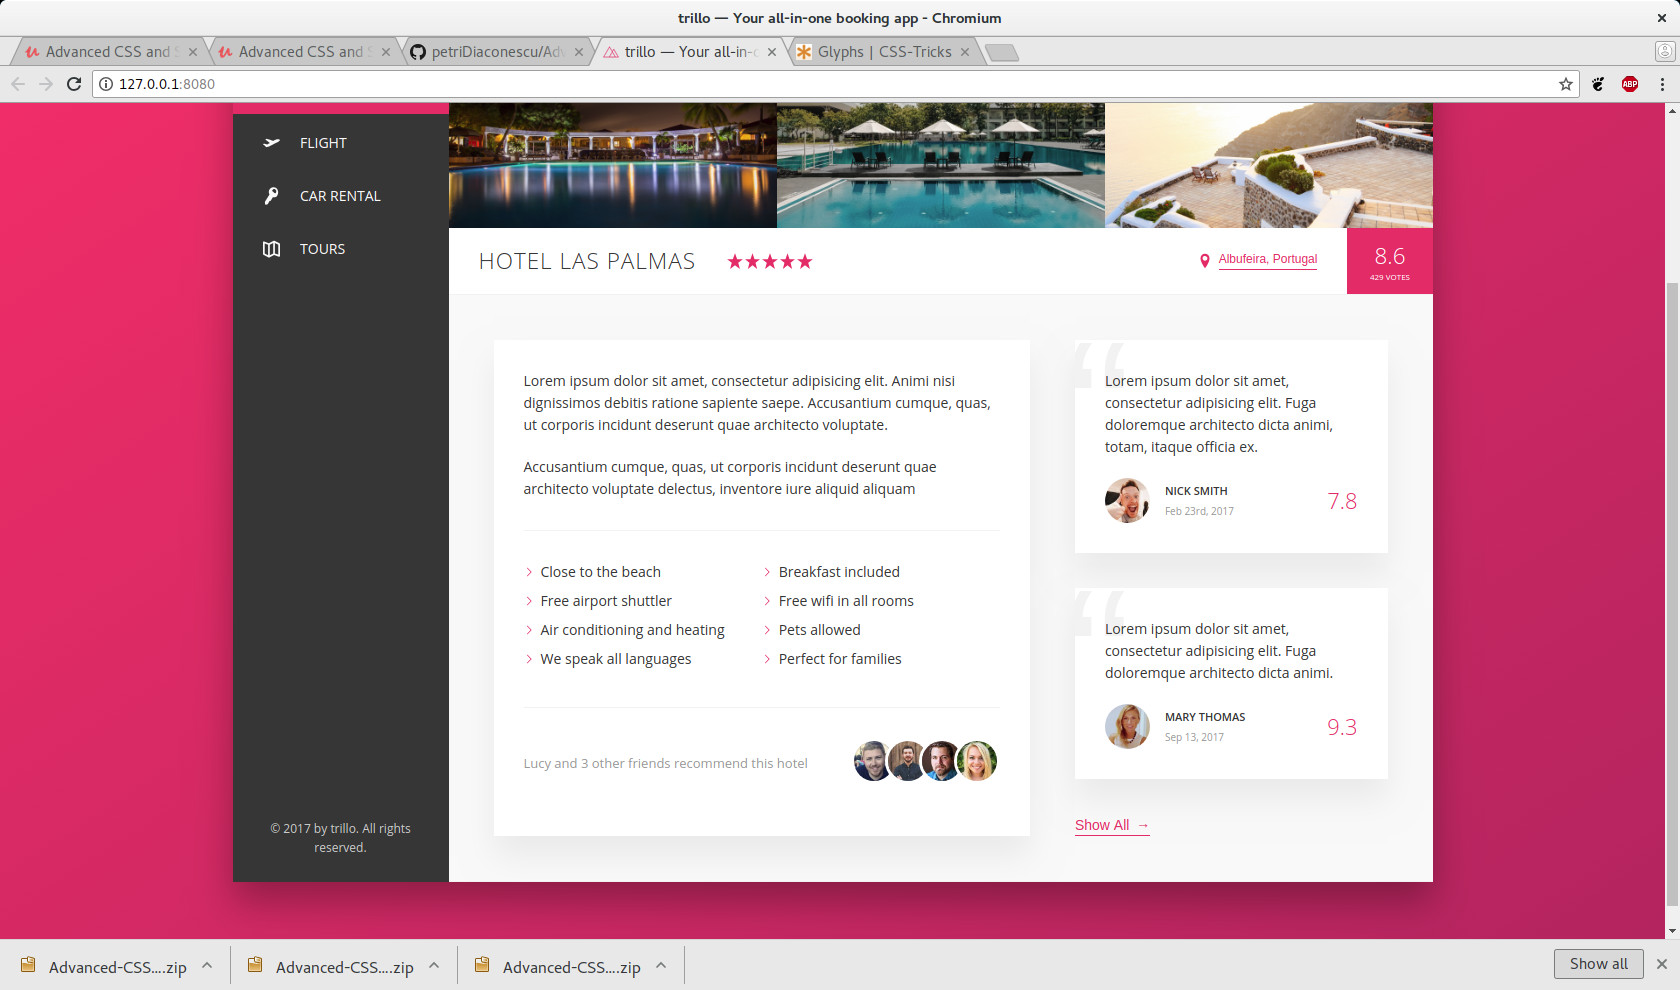 trillo — Your all-in-one booking app - Chromium
Advanced CSS and S
Advanced CSS and S
petriDiaconescu/Adv
trillo — Your all-in-o
Glyphs | CSS-Tricks
127.0.0.1:8080
ABP
FLIGHT
CAR RENTAL
TOURS
© 2017 by trillo. All rights
reserved.
HOTEL LAS PALMAS
★★★★★
Albufeira, Portugal
8.6
429 VOTES
Lorem ipsum dolor sit amet, consectetur adipisicing elit. Animi nisi
dignissimos debitis ratione sapiente saepe. Accusantium cumque, quas,
ut corporis incidunt deserunt quae architecto voluptate.
Accusantium cumque, quas, ut corporis incidunt deserunt quae
architecto voluptate delectus, inventore iure aliquid aliquam
Close to the beach
Breakfast included
Free airport shuttler
Free wifi in all rooms
Air conditioning and heating
Pets allowed
We speak all languages
Perfect for families
Lucy and 3 other friends recommend this hotel
“
Lorem ipsum dolor sit amet,
consectetur adipisicing elit. Fuga
doloremque architecto dicta animi,
totam, itaque officia ex.
NICK SMITH
Feb 23rd, 2017
7.8
“
Lorem ipsum dolor sit amet,
consectetur adipisicing elit. Fuga
doloremque architecto dicta animi.
MARY THOMAS
Sep 13, 2017
9.3
Show All →
Advanced-CSS....zip
Advanced-CSS....zip
Advanced-CSS....zip
Show all